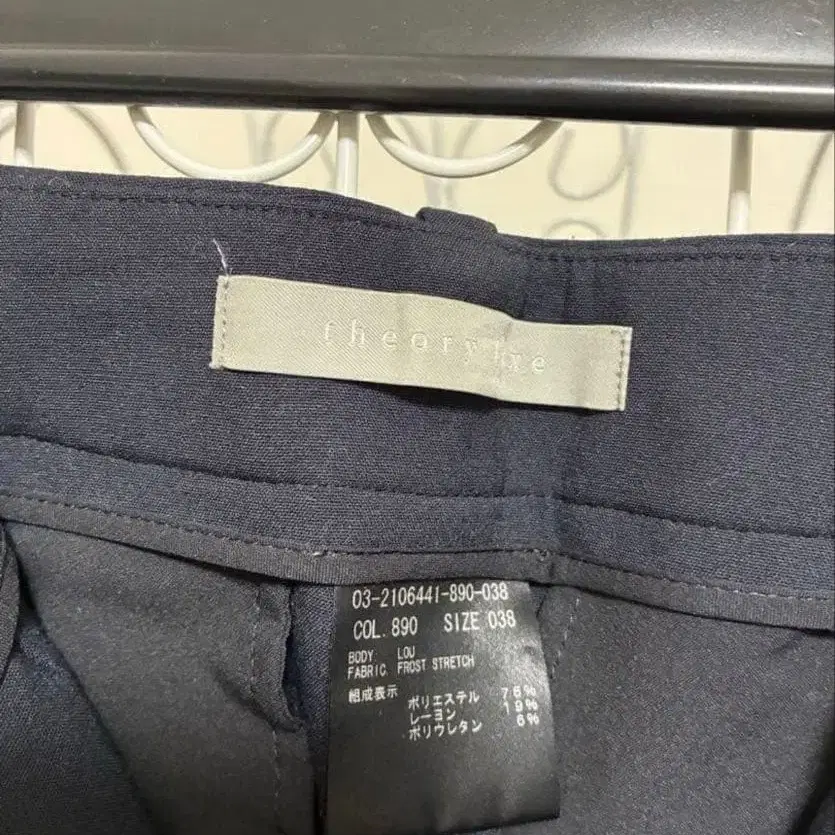 theory luxe
03-2106441-890-038
COL. 890 SIZE 038
BODY: LOU
FABRIC: FROST STRETCH
組成表示
ポリエステル 76%
レーヨン 19%
ポリウレタン 6%